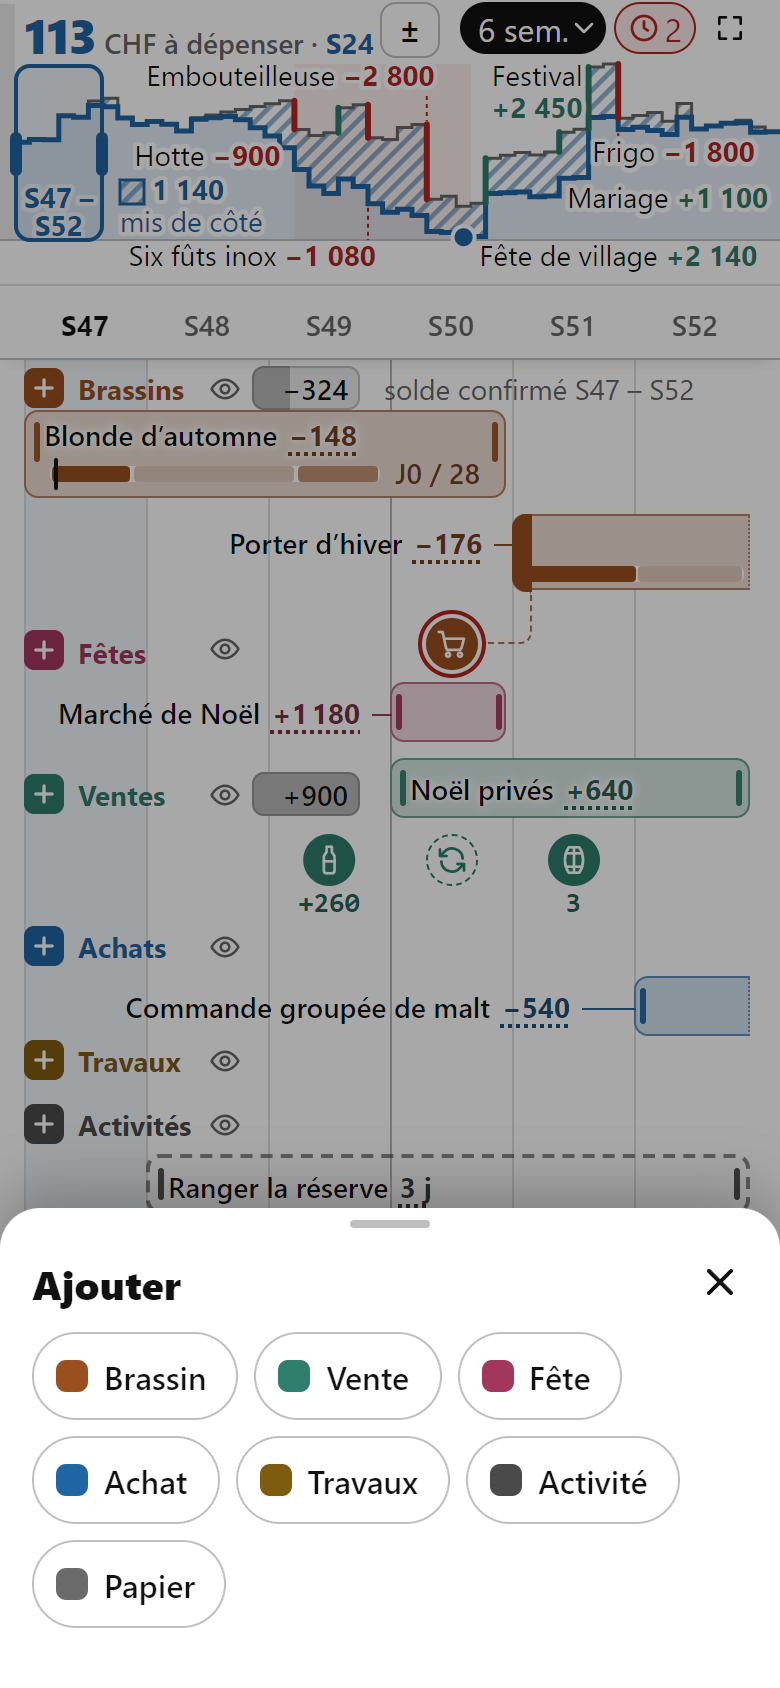 113 CHF à dépenser · S24 ± 6 sem. 2
Embouteilleuse −2 800
Festival
+2 450
Hotte −900
Frigo −1 800
S47 –
S52
1 140
mis de côté
Mariage +1 100
Six fûts inox −1 080
Fête de village +2 140
S47 S48 S49 S50 S51 S52
Brassins −324 solde confirmé S47 – S52
Blonde d’automne −148
J0 / 28
Porter d’hiver −176
Fêtes
Marché de Noël +1 180
Ventes +900 Noël privés +640
+260 3
Achats
Commande groupée de malt −540
Travaux
Activités
Ranger la réserve 3 j
Ajouter
Brassin Vente Fête
Achat Travaux Activité
Papier